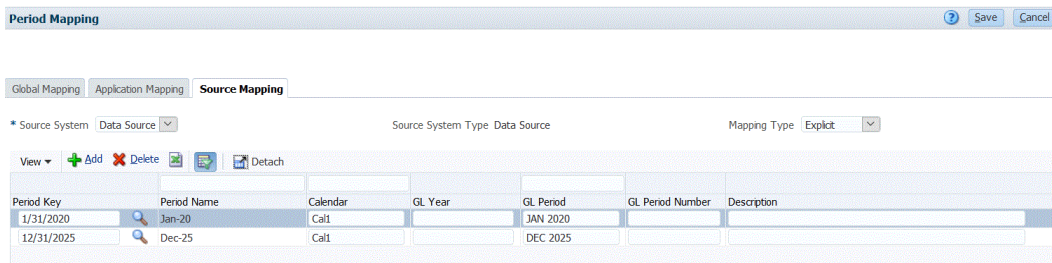 Period Mapping ? Save Cancel
Global Mapping Application Mapping Source Mapping
* Source System Data Source Source System Type Data Source Mapping Type Explicit
View Add Delete Detach
Period Key Period Name Calendar GL Year GL Period GL Period Number Description
1/31/2020 Jan-20 Cal1 JAN 2020
12/31/2025 Dec-25 Cal1 DEC 2025